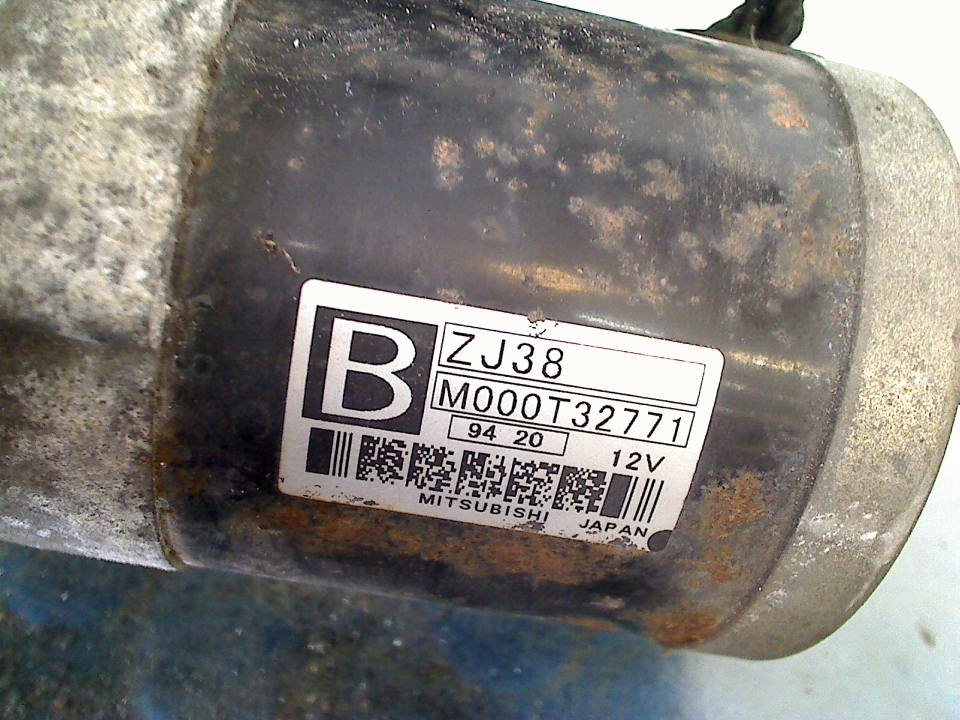 B
ZJ38
M000T32771
94 20
12V
MITSUBISHI
JAPAN